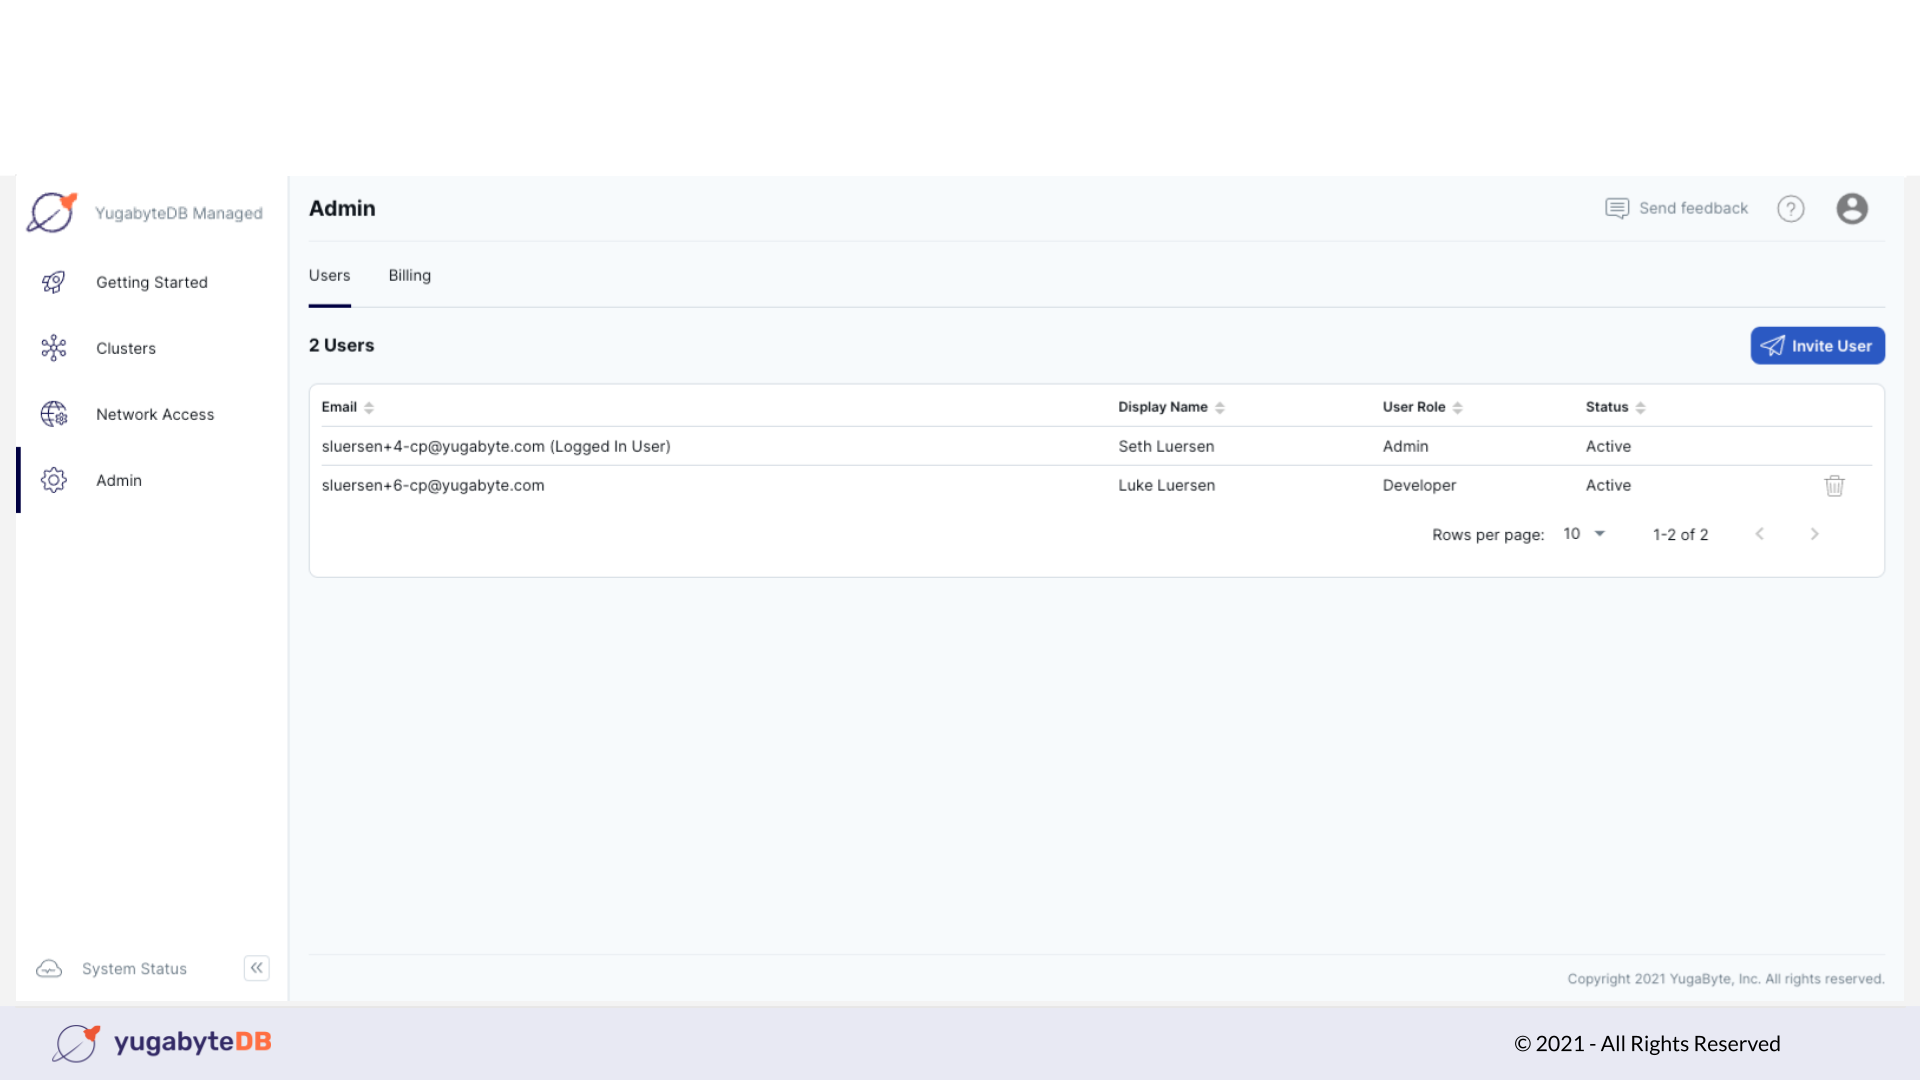 YugabyteDB Managed
Getting Started
Clusters
Network Access
Admin
System Status
Admin
Send feedback
?
Users Billing
2 Users
Invite User
Email Display Name User Role Status
sluersen+4-cp@yugabyte.com (Logged In User) Seth Luersen Admin Active
sluersen+6-cp@yugabyte.com Luke Luersen Developer Active
Rows per page: 10 1-2 of 2
Copyright 2021 YugaByte, Inc. All rights reserved.
yugabyteDB
© 2021 - All Rights Reserved